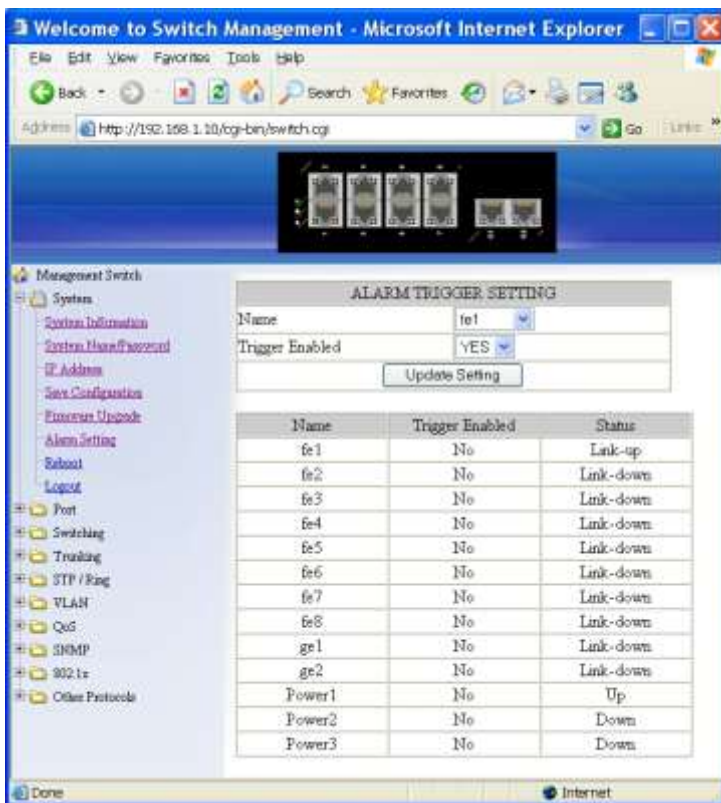 Welcome to Switch Management - Microsoft Internet Explorer
File Edit View Favorites Tools Help
Back Search Favorites
Address http://192.168.1.10/cgi-bin/switch.cgi Go Links
Management Switch
System
System Information
System Name/Password
IP Address
Save Configuration
Firmware Upgrade
Alarm Setting
Reboot
Logout
Port
Switching
Trunking
STP / Ring
VLAN
QoS
SNMP
802.1x
Other Protocols
ALARM TRIGGER SETTING
Name fe1
Trigger Enabled YES
Update Setting
Name Trigger Enabled Status
fe1 No Link-up
fe2 No Link-down
fe3 No Link-down
fe4 No Link-down
fe5 No Link-down
fe6 No Link-down
fe7 No Link-down
fe8 No Link-down
ge1 No Link-down
ge2 No Link-down
Power1 No Up
Power2 No Down
Power3 No Down
Done Internet